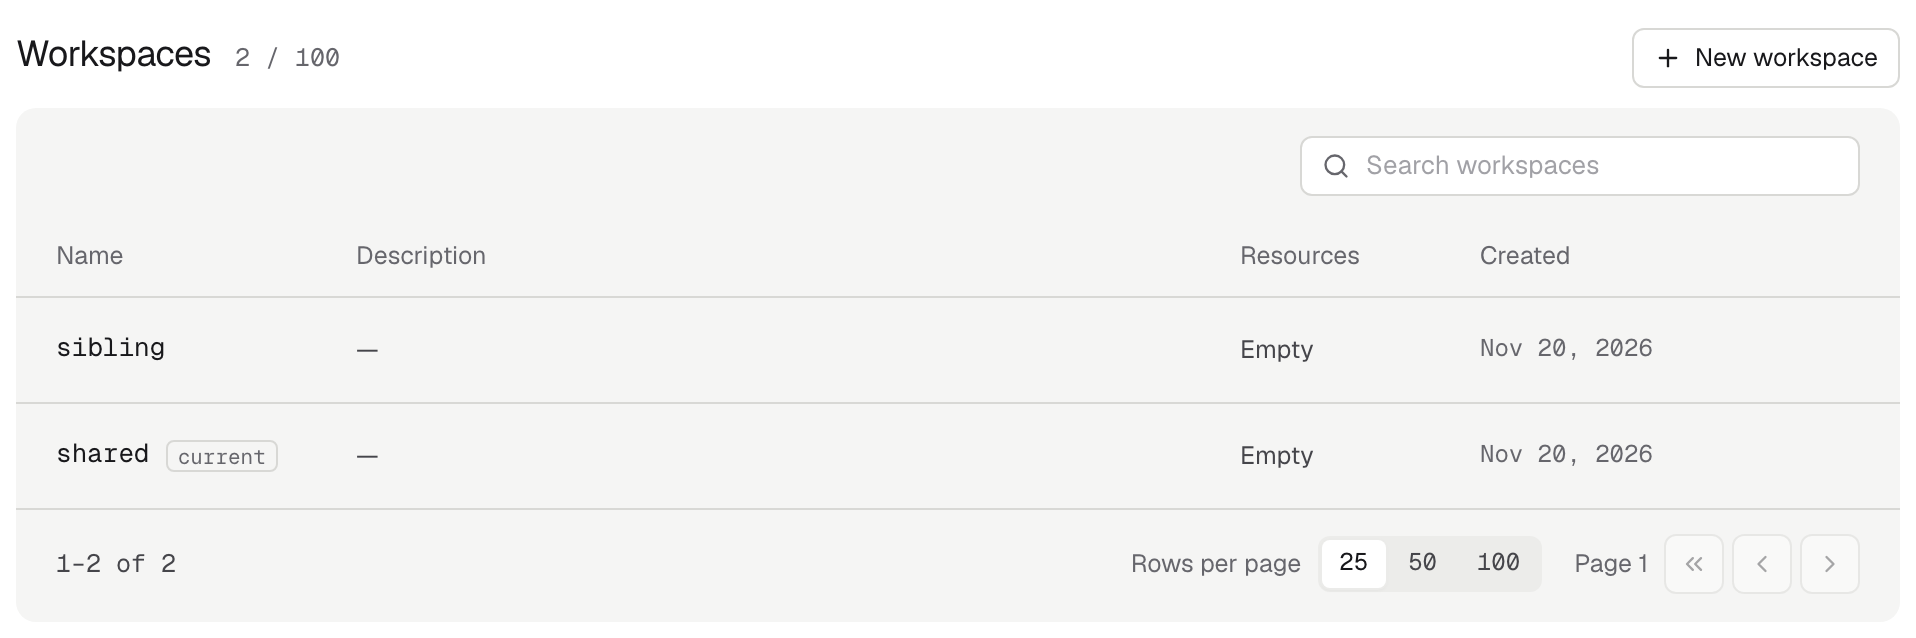 Workspaces 2 / 100
+ New workspace
Search workspaces
Name Description Resources Created
sibling — Empty Nov 20, 2026
shared current — Empty Nov 20, 2026
1–2 of 2 Rows per page 25 50 100 Page 1